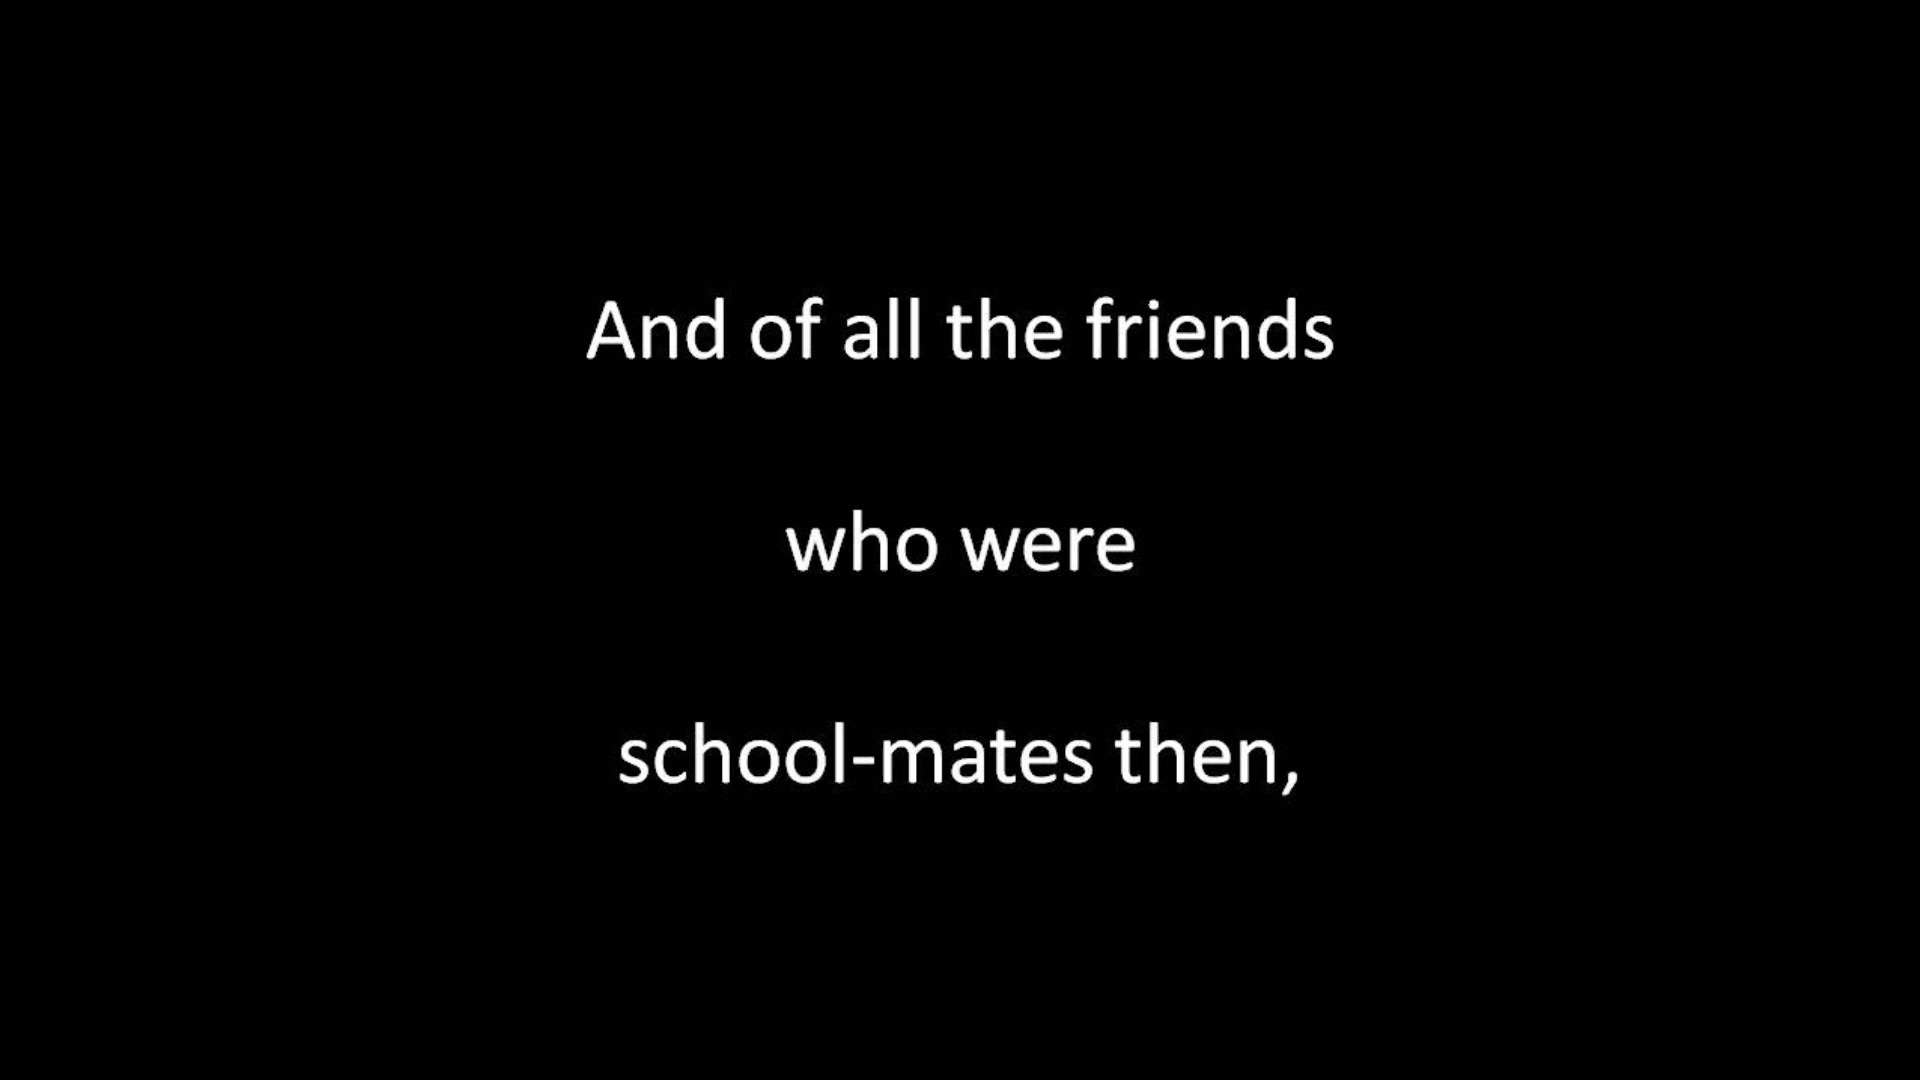 And of all the friends
who were
school-mates then,